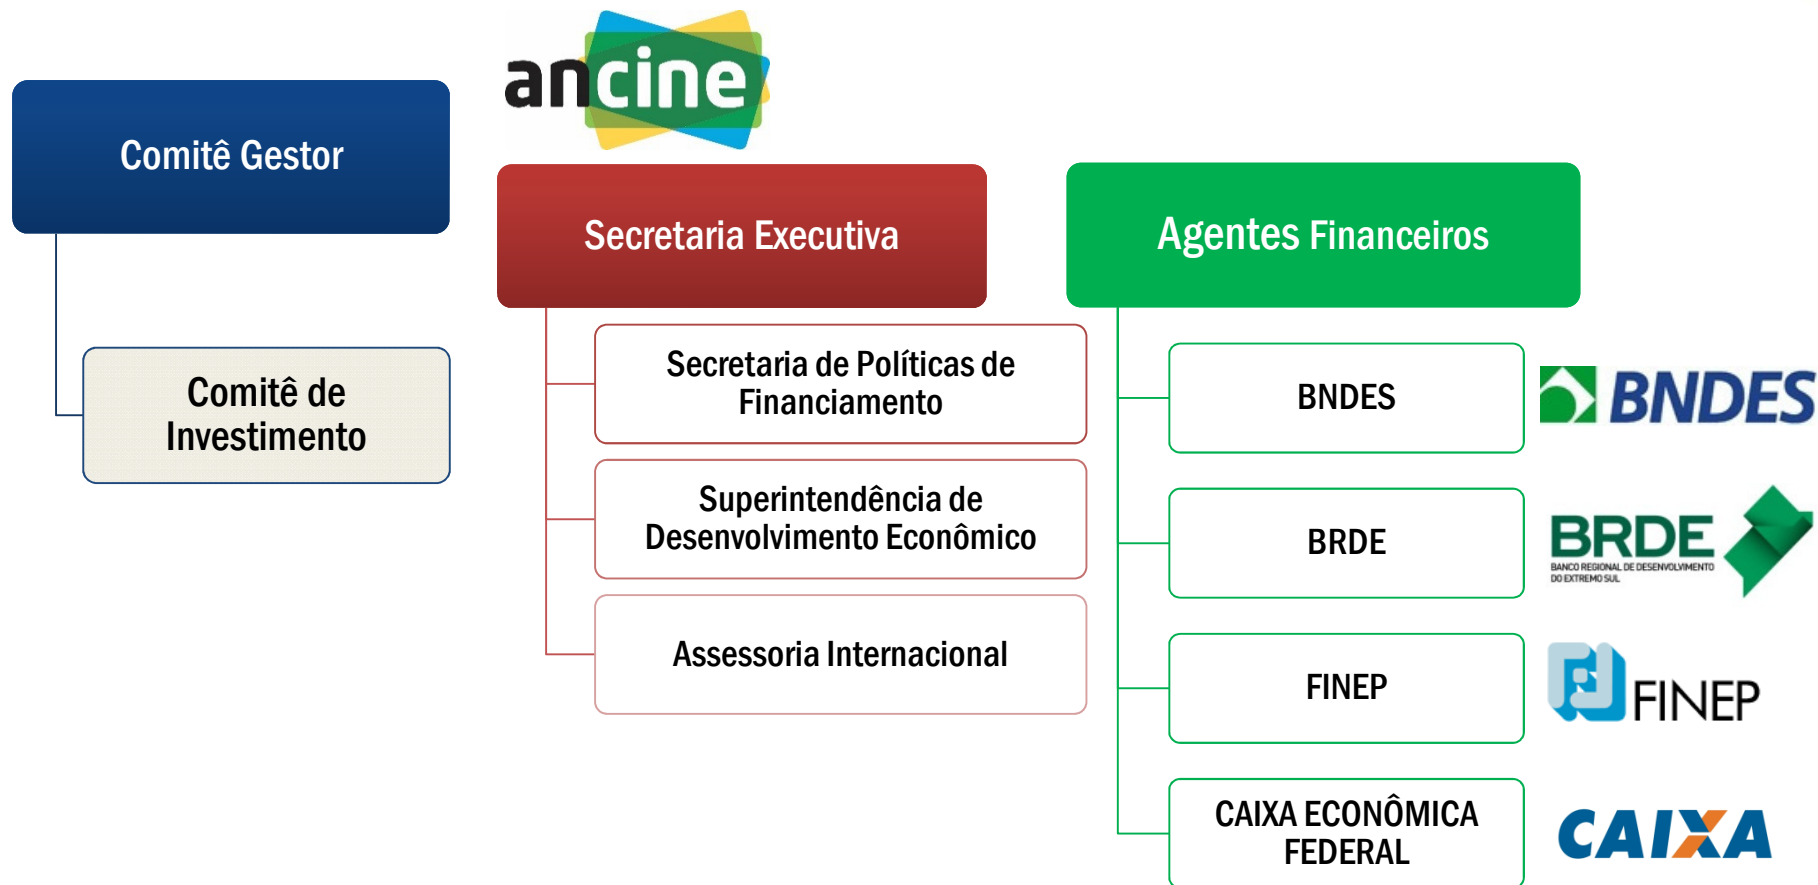 ancine
Comitê Gestor
Comitê de
Investimento
Secretaria Executiva
Secretaria de Políticas de
Financiamento
Superintendência de
Desenvolvimento Econômico
Assessoria Internacional
Agentes Financeiros
BNDES
BNDES
BRDE
BRDE
BANCO REGIONAL DE DESENVOLVIMENTO
DO EXTREMO SUL
FINEP
FINEP
CAIXA ECONÔMICA
FEDERAL
CAIXA